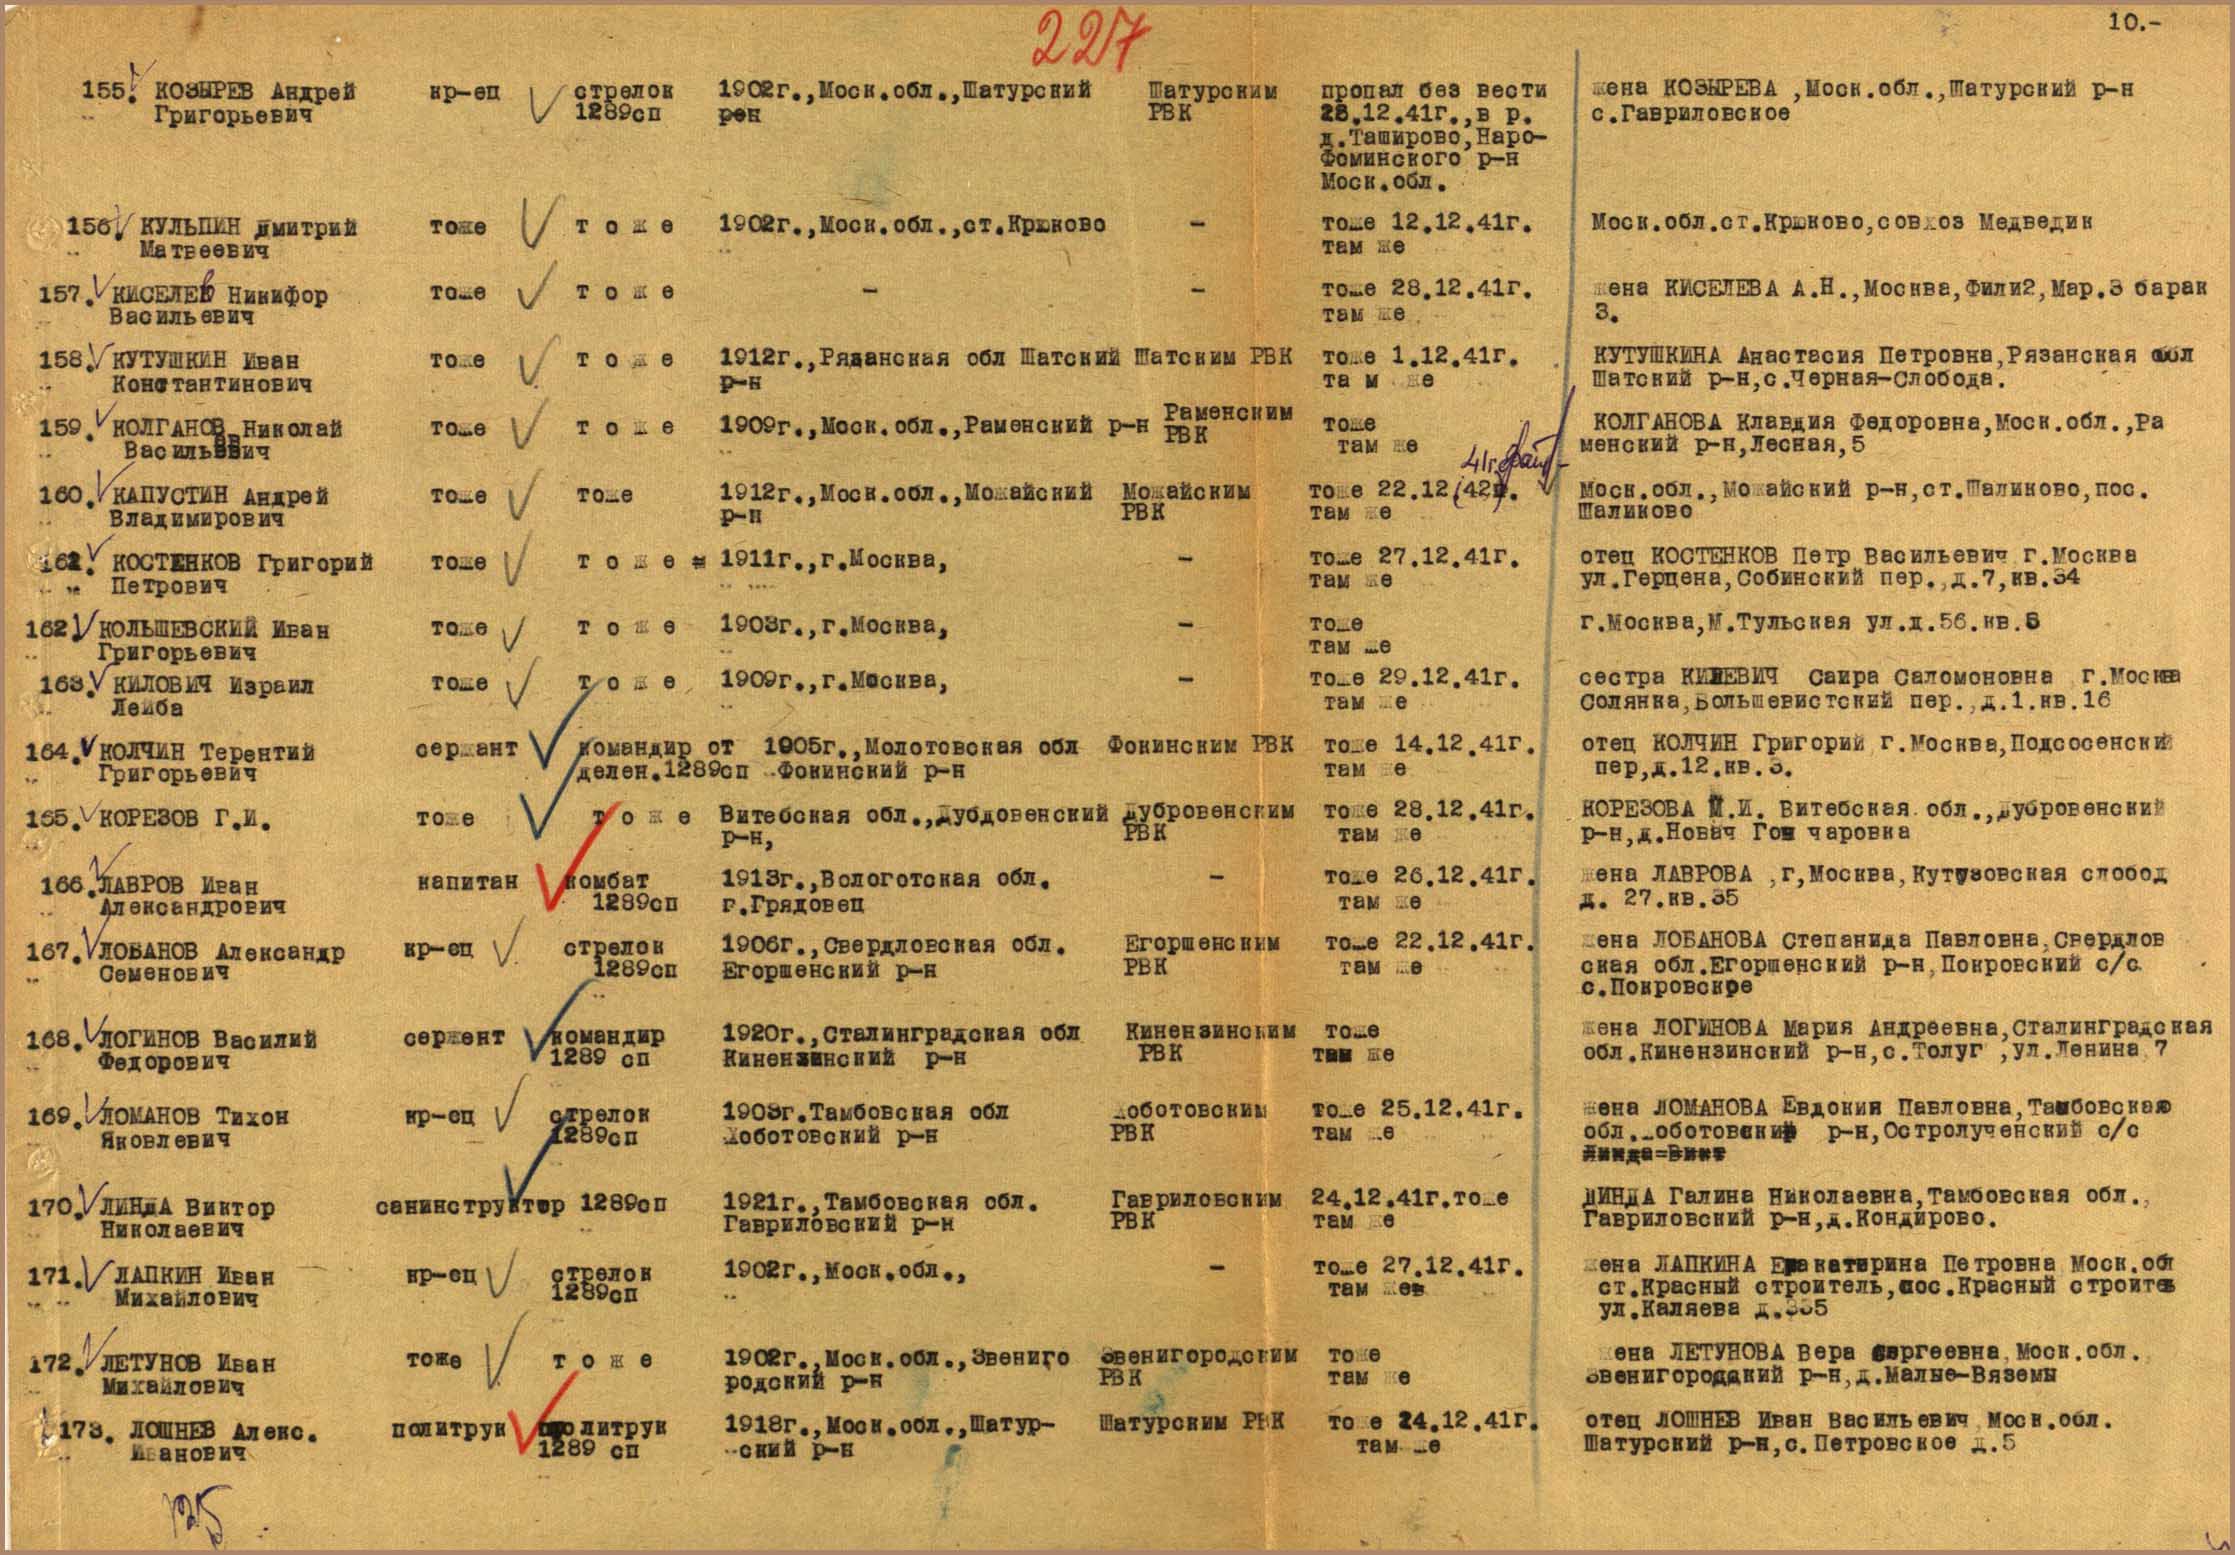 227
10.-
155. КОЗЫРЕВ Андрей кр-ец стрелок 1902г.,Моск.обл.,Шатурский Шатурским пропал без вести жена КОЗЫРЕВА ,Моск.обл.,Шатурский р-н
Григорьевич 1289сп рен РВК 28.12.41г.,в р. с.Гавриловское
д.Таширово,Наро-
Фоминского р-н
Моск.обл.
156. КУЛЬПИН Дмитрий тоже т о ж е 1902г.,Моск.обл.,ст.Крюково - тоже 12.12.41г. Моск.обл.ст.Крюково,совхоз Медведик
Матвеевич там же
157. КИСЕЛЕВ Никифор тоже т о ж е - - тоже 28.12.41г. жена КИСЕЛЕВА А.Н.,Москва,Фили2,Мар.3 барак
Васильевич там же 3.
158. КУТУШКИН Иван тоже т о ж е 1912г.,Рязанская обл Шатский Шатским РВК тоже 1.12.41г. КУТУШКИНА Анастасия Петровна,Рязанская обл
Константинович р-н та м же Шатский р-н,с.Черная-Слобода.
159. КОЛГАНОВ Николай тоже т о ж е 1909г.,Моск.обл.,Раменский р-н Раменским тоже КОЛГАНОВА Клавдия Федоровна,Моск.обл.,Ра
Васильевич РВК там же менский р-н,Лесная,5
41г.
160. КАПУСТИН Андрей тоже тоже 1912г.,Моск.обл.,Можайский Можайским тоже 22.12(42г). Моск.обл.,Можайский р-н,ст.Шаликово,пос.
Владимирович р-н РВК там же Шаликово
161. КОСТЕНКОВ Григорий тоже т о ж е 1911г.,г.Москва, - тоже 27.12.41г. отец КОСТЕНКОВ Петр Васильевич г.Москва
Петрович там же ул.Герцена,Собинский пер.,д.7,кв.34
162. КОЛЬШЕВСКИЙ Иван тоже т о ж е 1903г.,г.Москва, - тоже г.Москва,М.Тульская ул.д.56.кв.
Григорьевич там же
163. КИЛОВИЧ Израил тоже т о ж е 1909г.,г.Москва, - тоже 29.12.41г. сестра КИЛЕВИЧ Саира Саломоновна г.Москва
Лейба там же Солянка,Большевистский пер.,д.1.кв.16
164. КОЛЧИН Терентий сержант командир от 1905г.,Молотовская обл Фокинским РВК тоже 14.12.41г. отец КОЛЧИН Григорий г.Москва,Подсосенский
Григорьевич делен.1289сп Фокинский р-н там же пер,д.12.кв.3.
165. КОРЕЗОВ Г.И. тоже т о ж е Витебская обл.,Дубдовенский Дубровенским тоже 28.12.41г. КОРЕЗОВА М.И. Витебская обл.,Дубровенский
р-н, РВК там же р-н,д.Новач Гон чаровка
166. ЛАВРОВ Иван капитан комбат 1913г.,Вологотская обл. - тоже 26.12.41г. жена ЛАВРОВА ,г,Москва,Кутузовская слобод
Александрович 1289сп г.Грядовец там же д. 27.кв.35
167. ЛОБАНОВ Александр кр-ец стрелок 1906г.,Свердловская обл. Егоршенским тоже 22.12.41г. жена ЛОБАНОВА Степанида Павловна,Свердлов
Семенович 1289сп Егоршенский р-н РВК там же ская обл.Егоршенский р-н,Покровский с/с
с.Покровское
168. ЛОГИНОВ Василий сержент командир 1920г.,Сталинградская обл Кинензинским тоже жена ЛОГИНОВА Мария Андреевна,Сталинградская
Федорович 1289 сп Кинензинский р-н РВК там же обл.Кинензинский р-н,с.Толуг ,ул.Ленина 7
169. ЛОМАНОВ Тихон кр-ец стрелок 1903г.Тамбовская обл Хоботовским тоже 25.12.41г. жена ЛОМАНОВА Евдокия Павловна,Тамбовская
Яковлевич 1289сп Хоботовский р-н РВК там же обл.Хоботовский р-н,Остролученский с/с
170. ЛИНДА Виктор санинструктор 1289сп 1921г.,Тамбовская обл. Гавриловским 24.12.41г.тоже ЛИНДА Галина Николаевна,Тамбовская обл.,
Николаевич Гавриловский р-н РВК там же Гавриловский р-н,д.Кондирово.
171. ЛАПКИН Иван кр-ец стрелок 1902г.,Моск.обл., - тоже 27.12.41г. жена ЛАПКИНА Екатерина Петровна Моск.обл
Михайлович 1289сп там же ст.Красный строитель,пос.Красный строител
ул.Каляева д.335
172. ЛЕТУНОВ Иван тоже т о ж е 1902г.,Моск.обл.,Звениго Звенигородским тоже жена ЛЕТУНОВА Вера Сергеевна,Моск.обл.
Михайлович родский р-н РВК там же Звенигородский р-н,д.Малые-Вяземы
173. ЛОШНЕВ Алекс. политрук политрук 1918г.,Моск.обл.,Шатур- Шатурским РВК тоже 24.12.41г. отец ЛОШНЕВ Иван Васильевич Моск.обл.
Иванович 1289 сп ский р-н там же Шатурский р-н,с.Петровское д.5